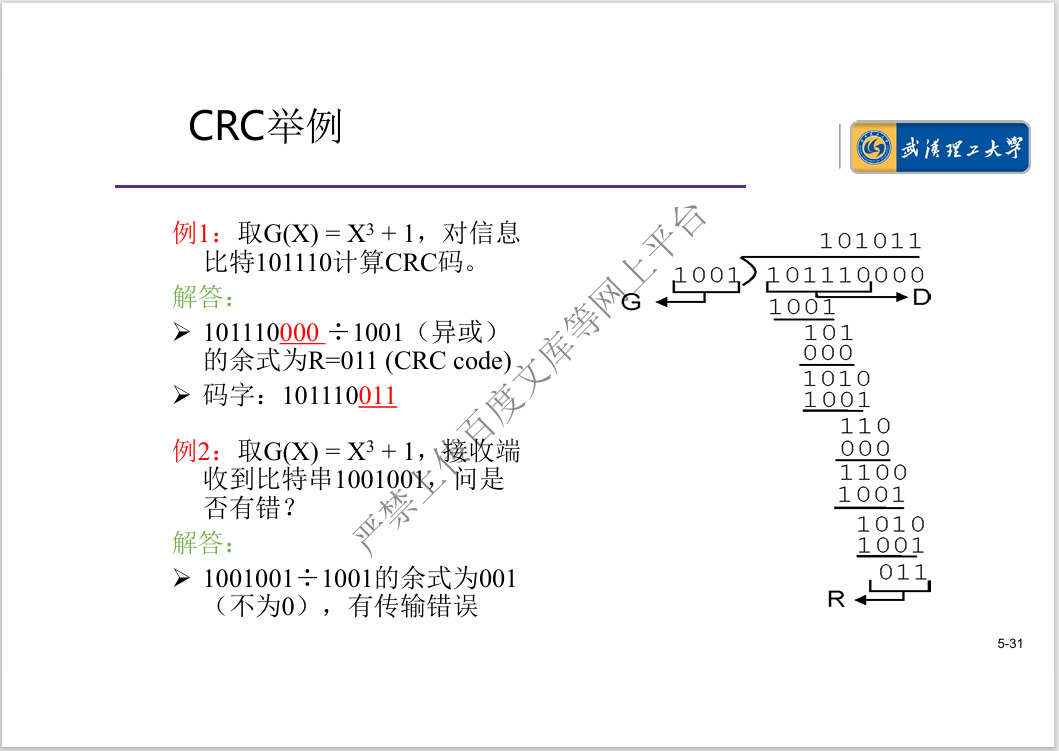 CRC举例
武汉理工大学
例1：取G(X) = X³ + 1，对信息
比特101110计算CRC码。
解答：
➢ 101110000 ÷1001（异或）
的余式为R=011 (CRC code)
➢ 码字：101110011
例2：取G(X) = X³ + 1，接收端
收到比特串1001001，问是
否有错？
解答：
➢ 1001001÷1001的余式为001
（不为0），有传输错误
严禁上传百度文库等网上平台
101011
1001 101110000
G D
1001
101
000
1010
1001
110
000
1100
1001
1010
1001
011
R
5-31